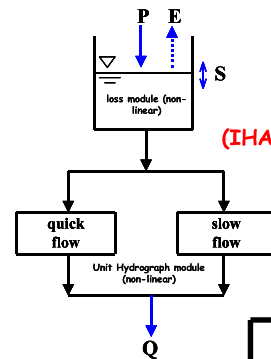 P E
S
loss module (non-
linear)
(IHA
quick
flow
slow
flow
Unit Hydrograph module
(non-linear)
Q